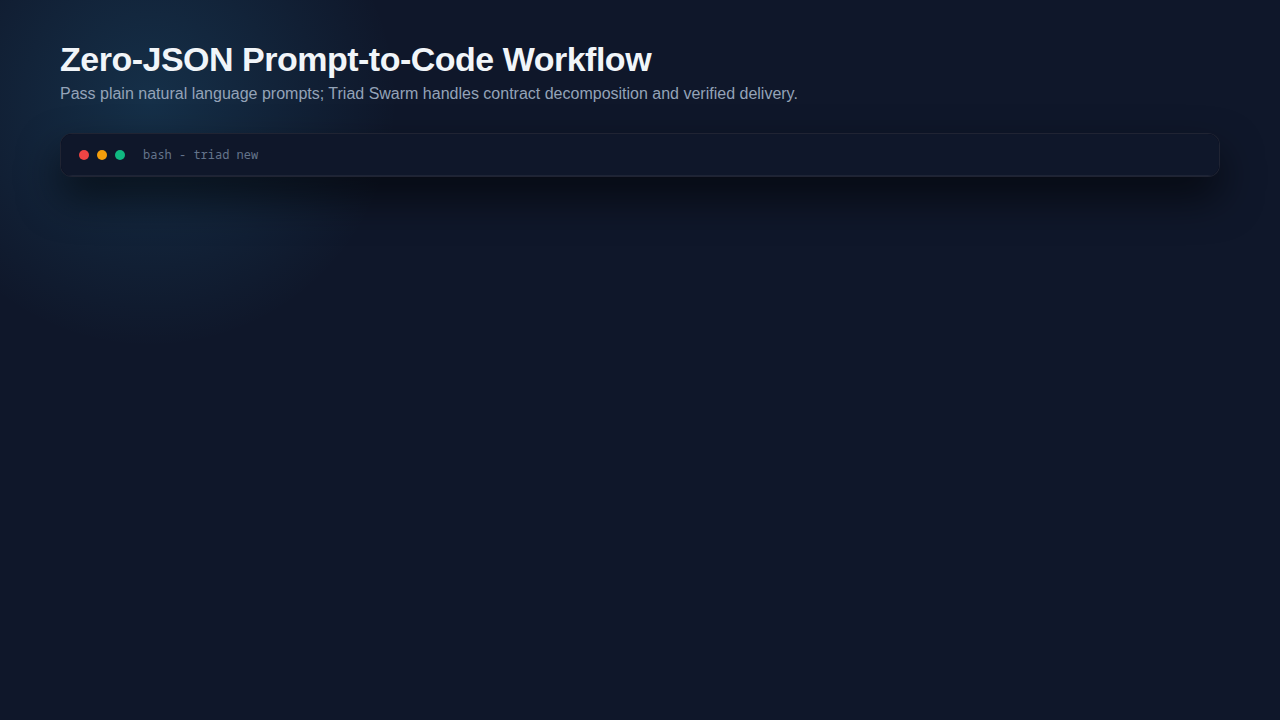 Zero-JSON Prompt-to-Code Workflow
Pass plain natural language prompts; Triad Swarm handles contract decomposition and verified delivery.
bash - triad new